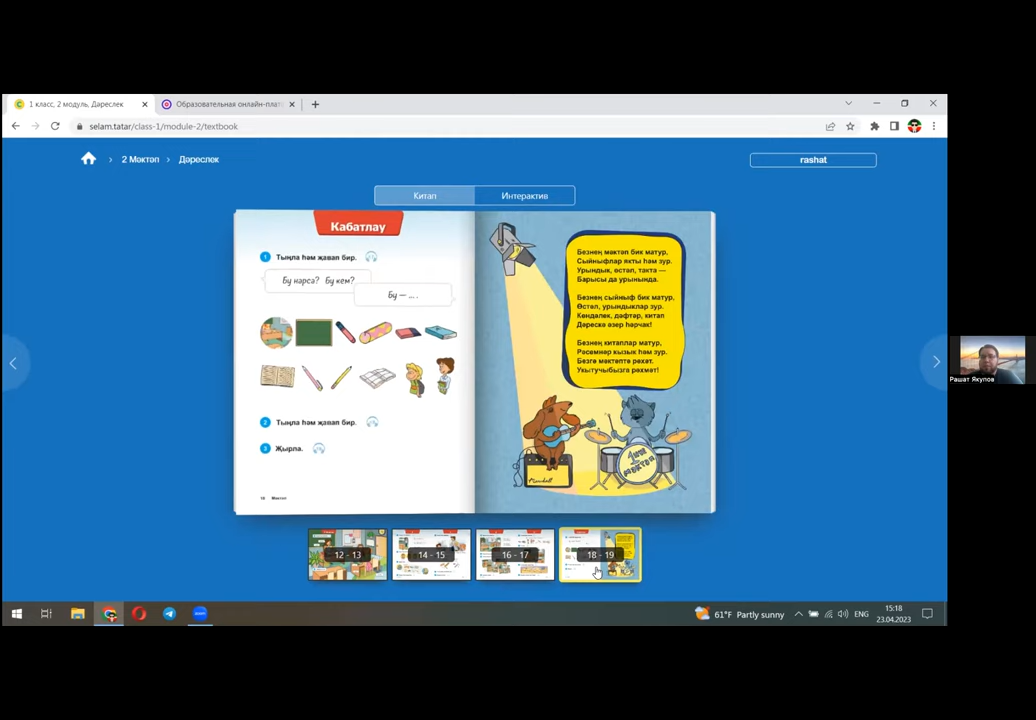 1 класс, 2 модуль, Дәреслек
Образовательная онлайн-плат
selam.tatar/class-1/module-2/textbook
2 Мәктәп
Дәреслек
rashat
Китап
Интерактив
Кабатлау
1 Тыңла һәм җавап бир.
Бу нәрсә? Бу кем?
Бу — ... .
2 Тыңла һәм җавап бир.
3 Җырла.
18 Мәктәп
Безнең мәктәп бик матур,
Сыйныфлар якты һәм зур.
Урындык, өстәл, такта —
Барысы да урынында.
Безнең сыйныф бик матур,
Өстәл, урындыклар зур.
Көндәлек, дәфтәр, китап
Дәрескә әзер һәрчак!
Безнең китаплар матур,
Рәсемнәр кызык һәм зур.
Безгә мәктәптә рәхәт.
Укытучыбызга рәхмәт!
1нче
мәктәп
12 - 13
14 - 15
16 - 17
18 - 19
Рашат Якупов
61°F Partly sunny
ENG
15:18
23.04.2023